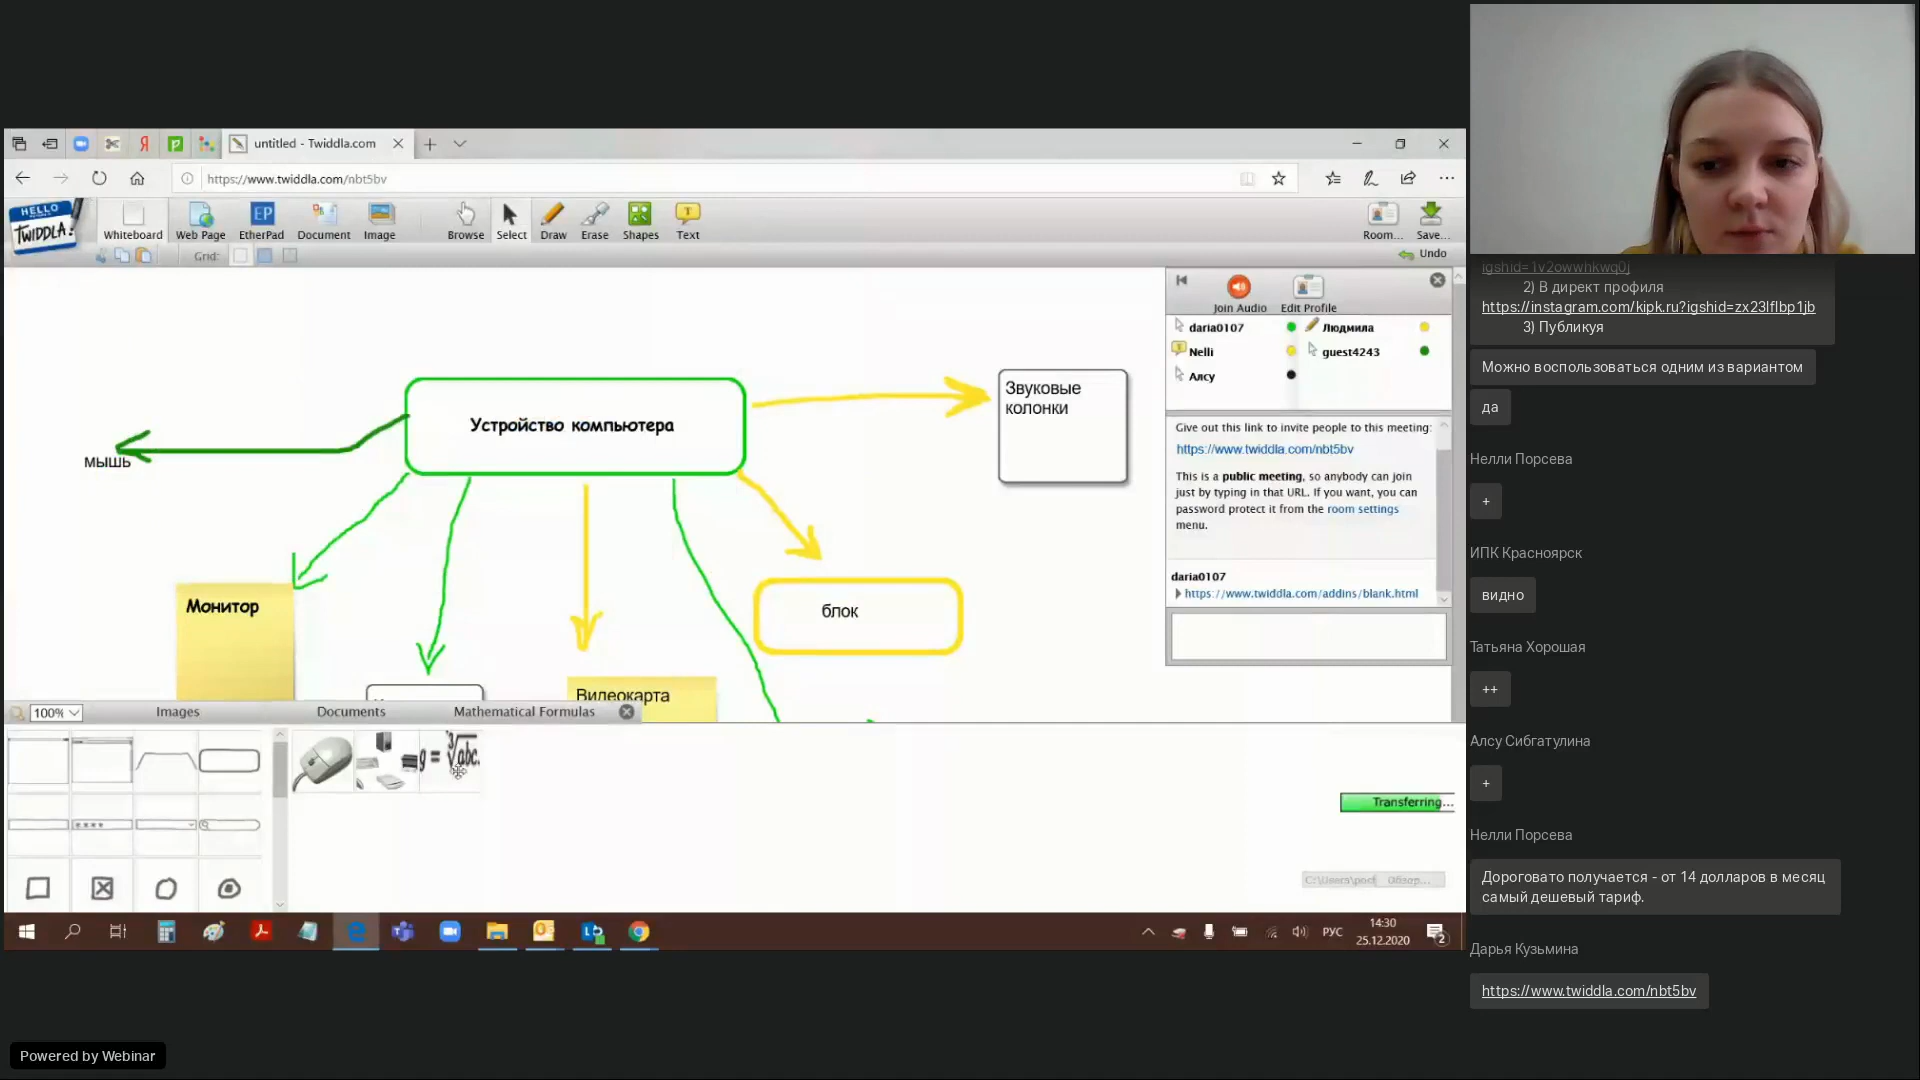 untitled - Twiddla.com
https://www.twiddla.com/nbt5bv
HELLO
TWIDDLA!
Whiteboard
Web Page
EtherPad
Document
Image
Browse
Select
Draw
Erase
Shapes
Text
Room...
Save...
Grid:
Undo
Устройство компьютера
мышь
Звуковые
колонки
Монитор
блок
Видеокарта
Join Audio
Edit Profile
daria0107
Людмила
Nelli
guest4243
Алсу
Give out this link to invite people to this meeting:
https://www.twiddla.com/nbt5bv
This is a public meeting, so anybody can join
just by typing in that URL. If you want, you can
password protect it from the room settings
menu.
daria0107
https://www.twiddla.com/addins/blank.html
100%
Images
Documents
Mathematical Formulas
g = ∛abc.
Transferring...
Обзор...
РУС
14:30
25.12.2020
2
Powered by Webinar
igshid=1v2owwhkwq0j
2) В директ профиля
https://instagram.com/kipk.ru?igshid=zx23lflbp1jb
3) Публикуя
Можно воспользоваться одним из вариантом
да
Нелли Порсева
+
ИПК Красноярск
видно
Татьяна Хорошая
++
Алсу Сибгатулина
+
Нелли Порсева
Дороговато получается - от 14 долларов в месяц
самый дешевый тариф.
Дарья Кузьмина
https://www.twiddla.com/nbt5bv